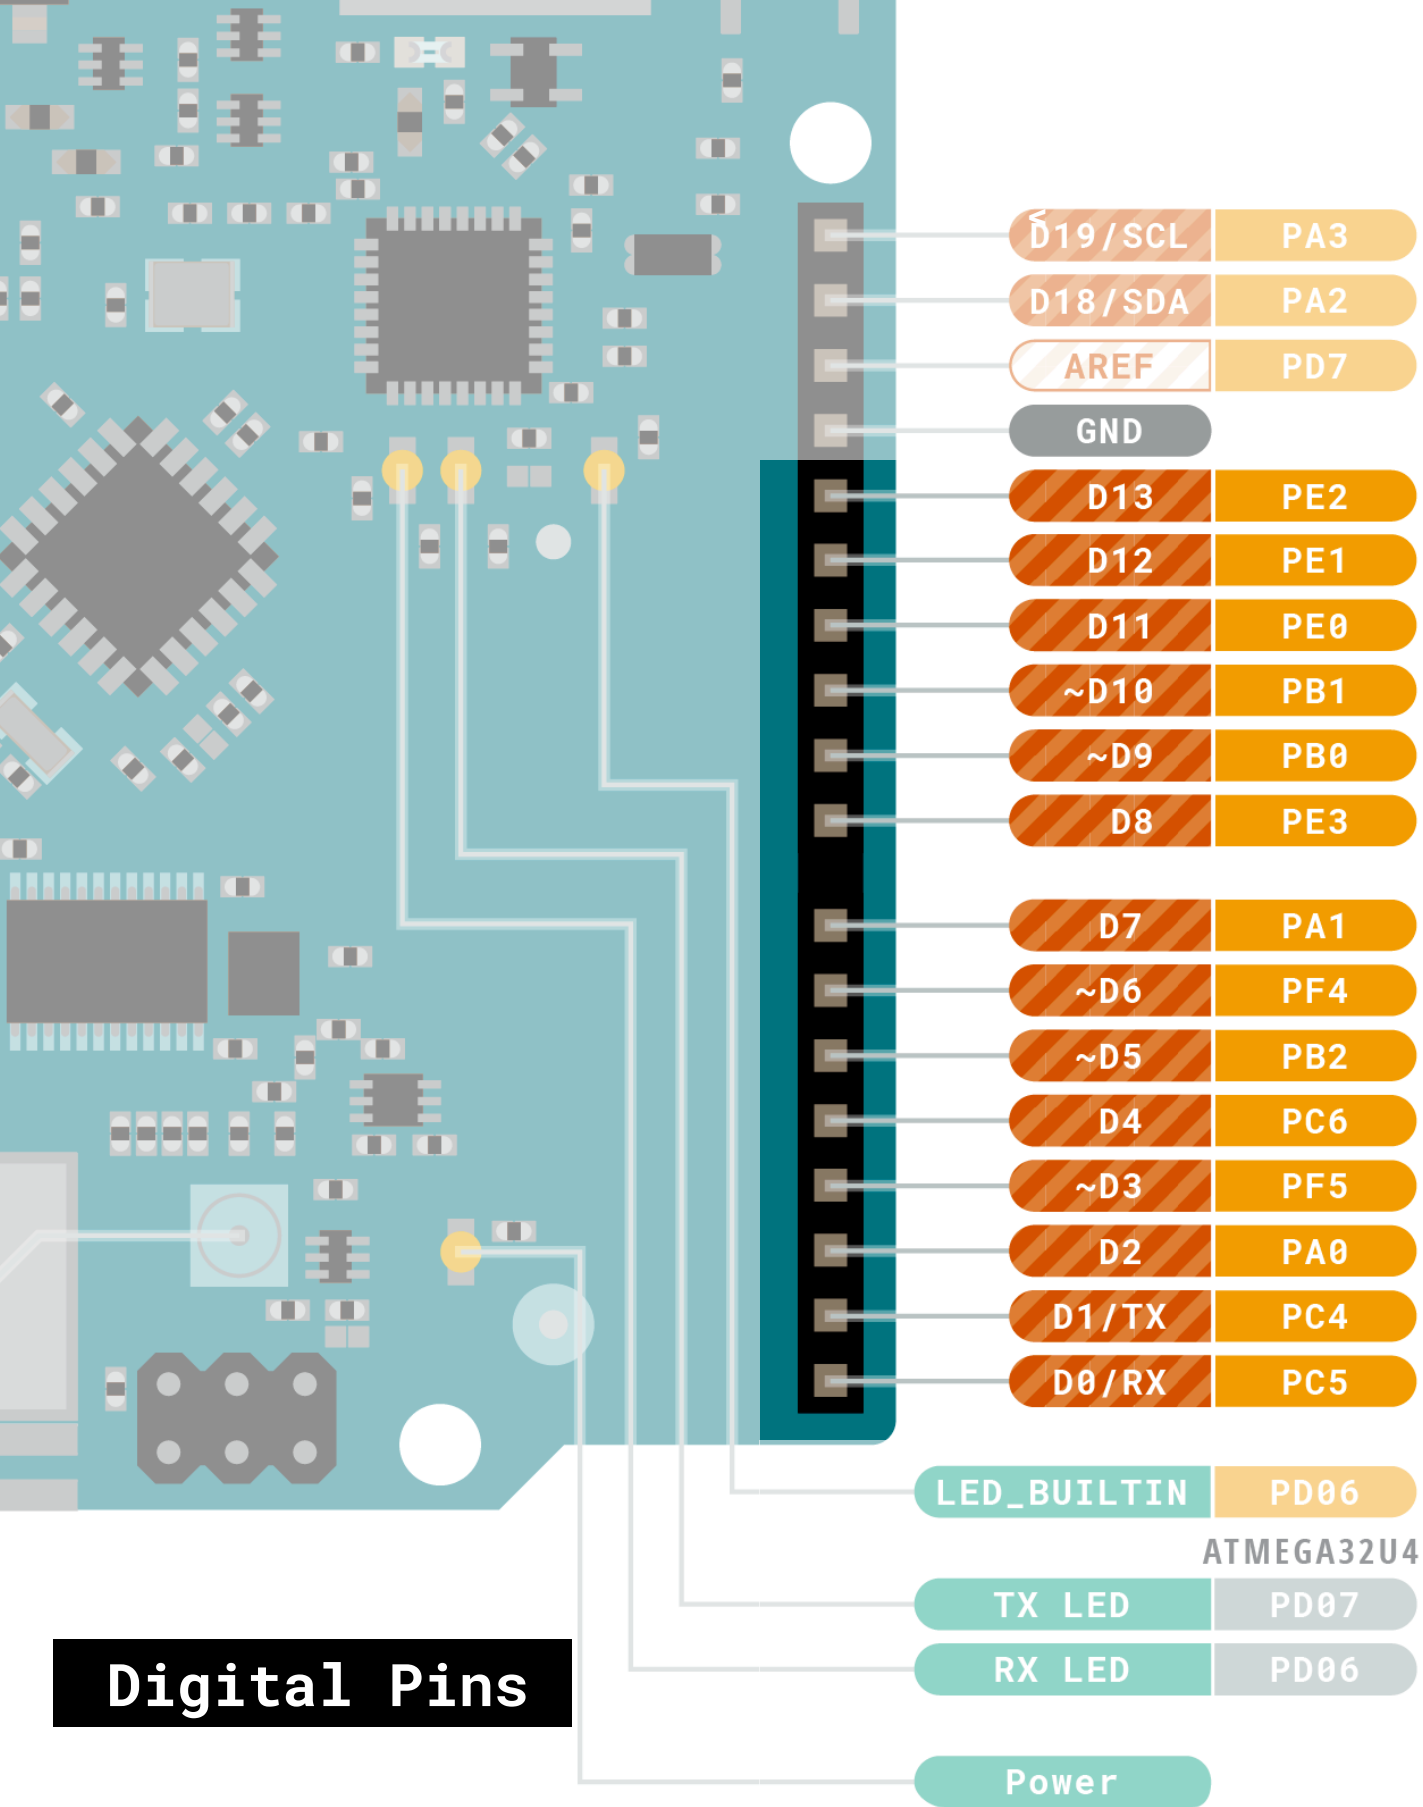 < D19/SCL PA3
D18/SDA PA2
AREF PD7
GND
D13 PE2
D12 PE1
D11 PE0
~D10 PB1
~D9 PB0
D8 PE3
D7 PA1
~D6 PF4
~D5 PB2
D4 PC6
~D3 PF5
D2 PA0
D1/TX PC4
D0/RX PC5
LED_BUILTIN PD06
ATMEGA32U4
TX LED PD07
RX LED PD06
Digital Pins
Power